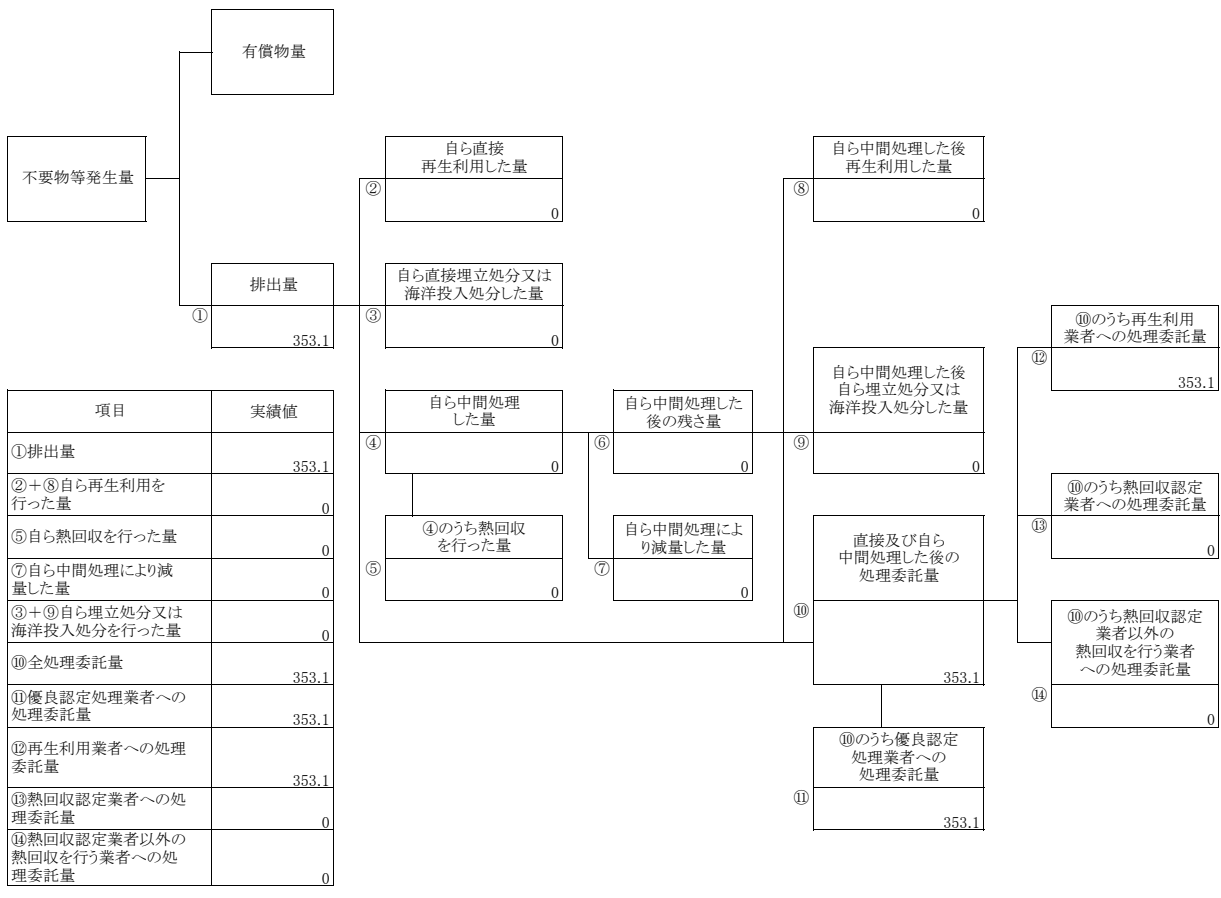 有償物量
不要物等発生量
自ら直接
再生利用した量
②
0
自ら中間処理した後
再生利用した量
⑧
0
排出量
①
353.1
自ら直接埋立処分又は
海洋投入処分した量
③
0
⑩のうち再生利用
業者への処理委託量
⑫
353.1
自ら中間処理
した量
④
0
自ら中間処理した
後の残さ量
⑥
0
自ら中間処理した後
自ら埋立処分又は
海洋投入処分した量
⑨
0
⑩のうち熱回収認定
業者への処理委託量
⑬
0
④のうち熱回収
を行った量
⑤
0
自ら中間処理によ
り減量した量
⑦
0
直接及び自ら
中間処理した後の
処理委託量
⑩
353.1
⑩のうち熱回収認定
業者以外の
熱回収を行う業者
への処理委託量
⑭
0
⑩のうち優良認定
処理業者への
処理委託量
⑪
353.1
項目
実績値
①排出量
353.1
②＋⑧自ら再生利用を
行った量
0
⑤自ら熱回収を行った量
0
⑦自ら中間処理により減
量した量
0
③＋⑨自ら埋立処分又は
海洋投入処分を行った量
0
⑩全処理委託量
353.1
⑪優良認定処理業者への
処理委託量
353.1
⑫再生利用業者への処理
委託量
353.1
⑬熱回収認定業者への処
理委託量
0
⑭熱回収認定業者以外の
熱回収を行う業者への処
理委託量
0